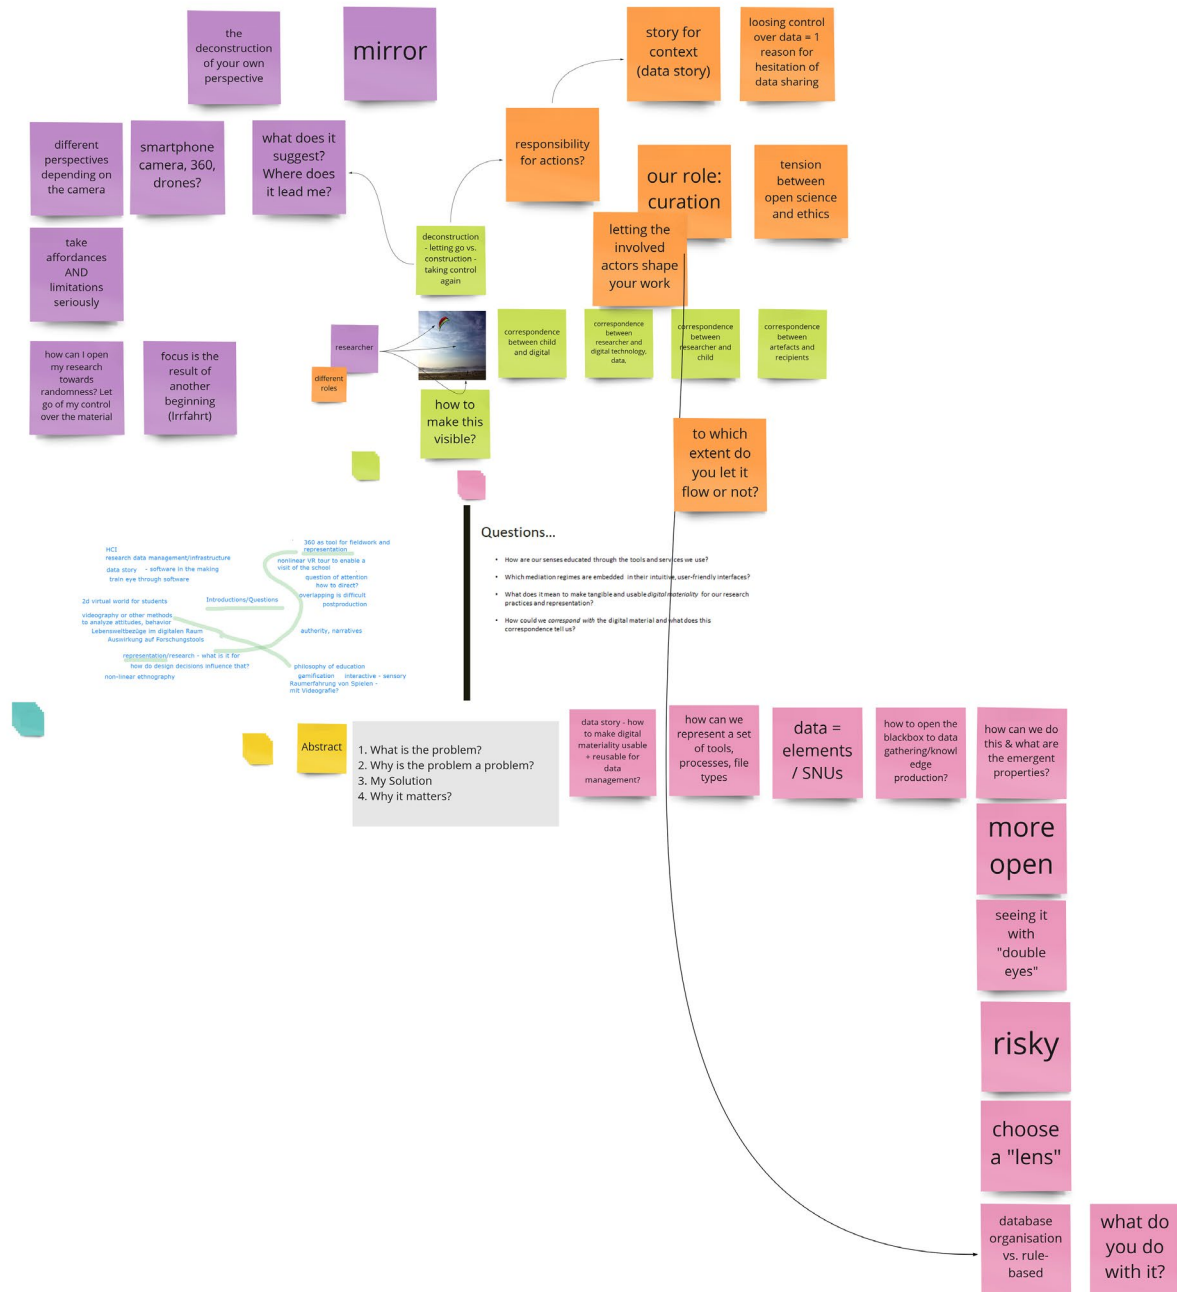 the
deconstruction
of your own
perspective
mirror
story for
context
(data story)
loosing control
over data = 1
reason for
hesitation of
data sharing
different
perspectives
depending on
the camera
smartphone
camera, 360,
drones?
what does it
suggest?
Where does
it lead me?
responsibility
for actions?
our role:
curation
tension
between
open science
and ethics
take
affordances
AND
limitations
seriously
deconstruction
- letting go vs.
construction -
taking control
again
letting the
involved
actors shape
your work
how can I open
my research
towards
randomness? Let
go of my control
over the material
focus is the
result of
another
beginning
(Irrfahrt)
researcher
different
roles
correspondence
between child
and digital
correspondence
between
researcher and
digital technology,
data,
correspondence
between
researcher and
child
correspondence
between
artefacts and
recipients
how to
make this
visible?
to which
extent do
you let it
flow or not?
HCI
research data management/infrastructure
data story - software in the making
train eye through software
2d virtual world for students
videography or other methods
to analyze attitudes, behavior
Lebensweltbezüge im digitalen Raum
Auswirkung auf Forschungstools
representation/research - what is it for
how do design decisions influence that?
non-linear ethnography
Introductions/Questions
360 as tool for fieldwork and
representation
nonlinear VR tour to enable a
visit of the school
question of attention
how to direct?
overlapping is difficult
postproduction
authority, narratives
philosophy of education
gamification interactive - sensory
Raumerfahrung von Spielen -
mit Videografie?
Questions...
• How are our senses educated through the tools and services we use?
• Which mediation regimes are embedded in their intuitive, user-friendly interfaces?
• What does it mean to make tangible and usable digital materiality for our research
practices and representation?
• How could we correspond with the digital material and what does this
correspondence tell us?
Abstract
1. What is the problem?
2. Why is the problem a problem?
3. My Solution
4. Why it matters?
data story - how
to make digital
materiality usable
+ reusable for
data
management?
how can we
represent a set
of tools,
processes, file
types
data =
elements
/ SNUs
how to open the
blackbox to data
gathering/knowl
edge
production?
how can we do
this & what are
the emergent
properties?
more
open
seeing it
with
"double
eyes"
risky
choose
a "lens"
database
organisation
vs. rule-
based
what do
you do
with it?